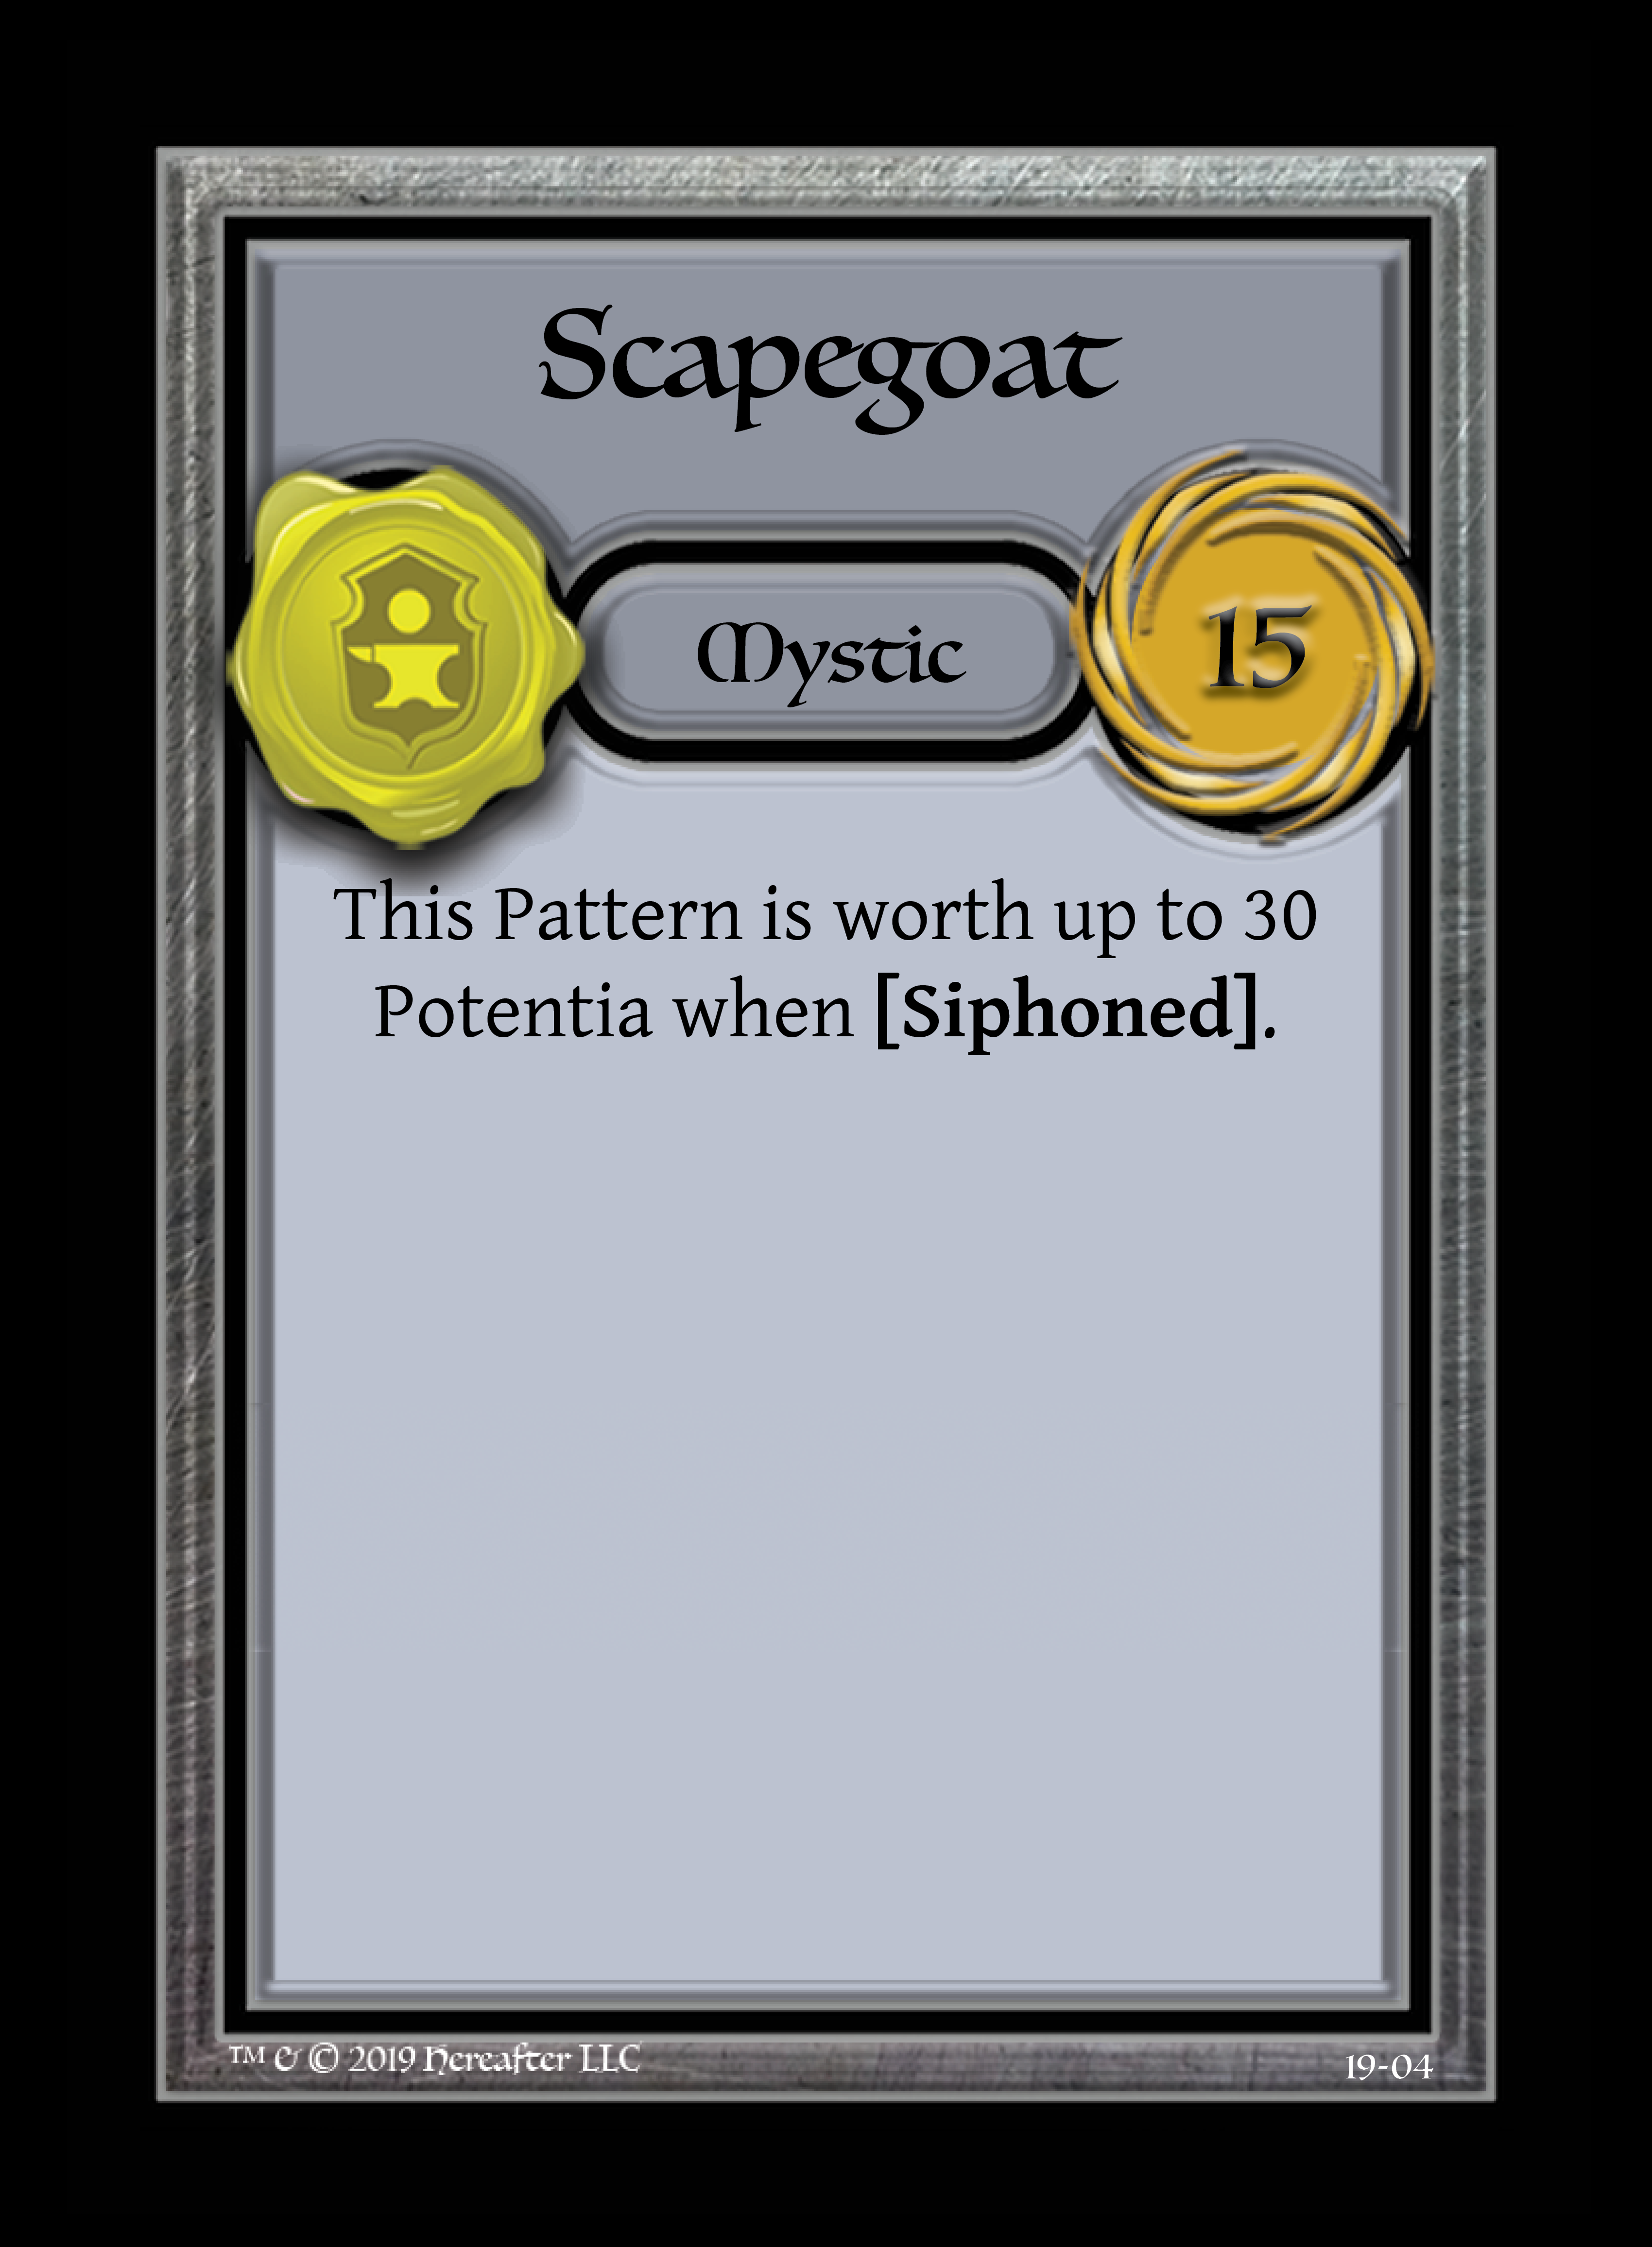 Scapegoat
Mystic
15
This Pattern is worth up to 30
Potentia when [Siphoned].
™ & © 2019 Hereafter LLC
19-04